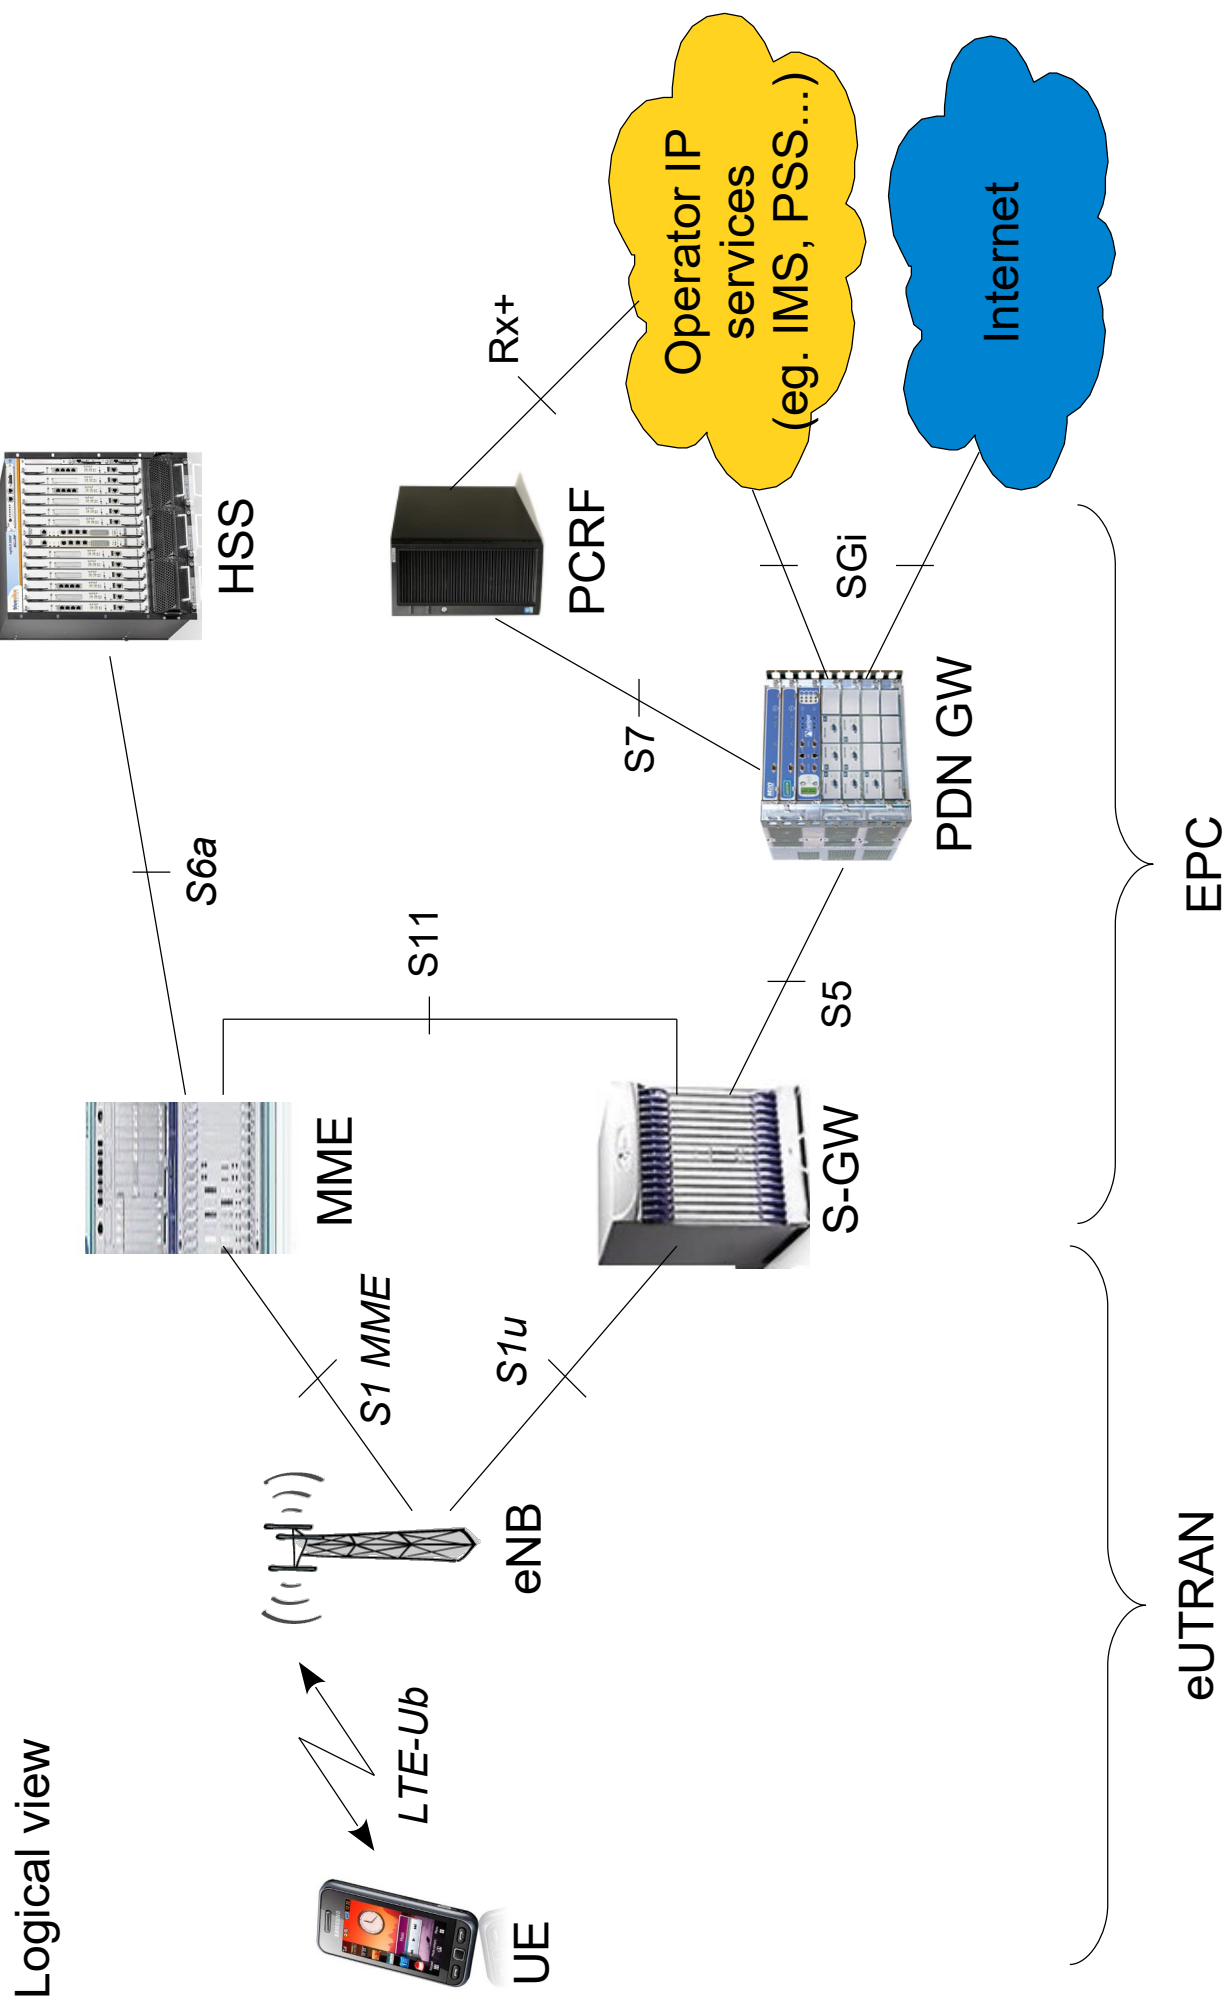 Logical view
HSS
S6a
MME
Rx+
PCRF
S11
S7
S1 MME
Operator IP
services
(eg. IMS, PSS...)
LTE-Ub
S1u
UE
eNB
S-GW
S5
PDN GW
SGi
Internet
eUTRAN
EPC